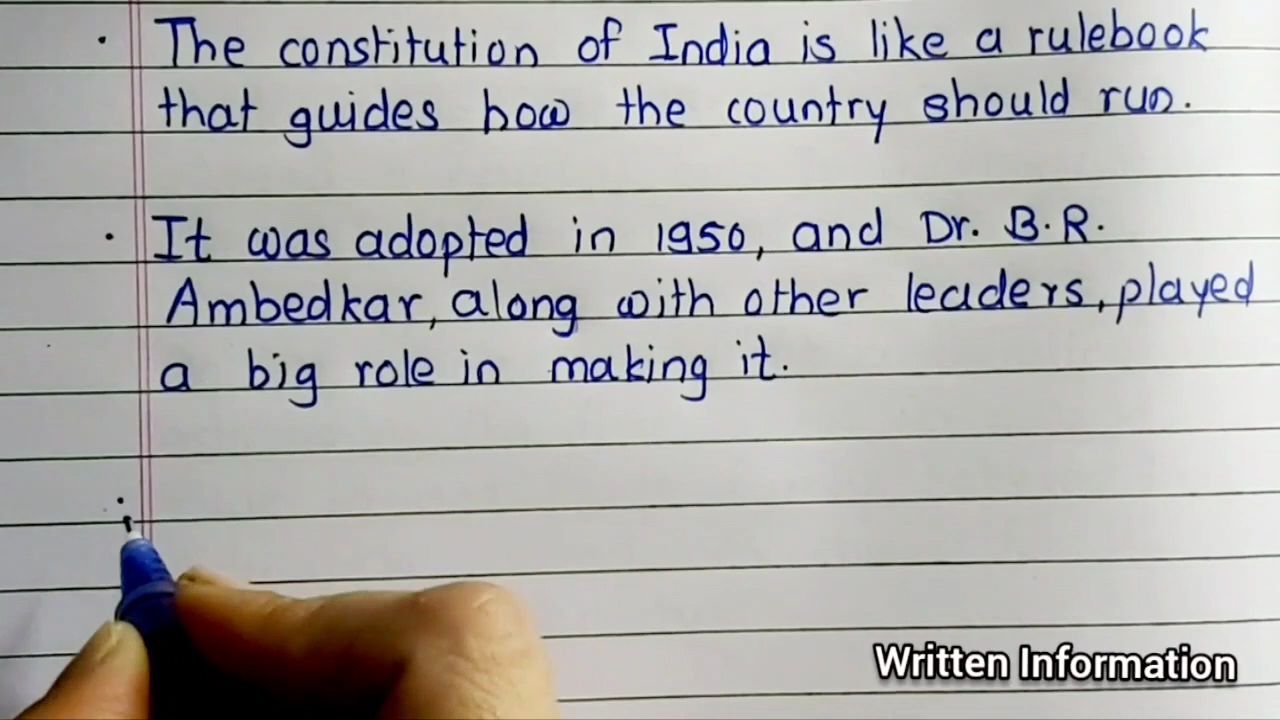 · The constitution of India is like a rulebook
that guides how the country should run.
· It was adopted in 1950, and Dr. B.R.
Ambedkar, along with other leaders, played
a big role in making it.
·
Written Information